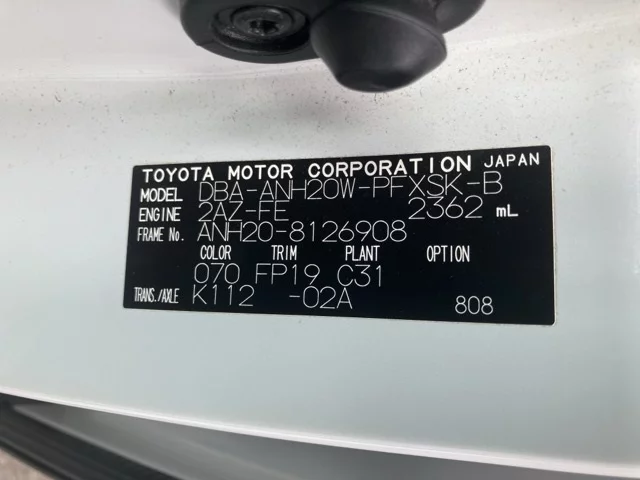 TOYOTA MOTOR CORPORATION JAPAN
MODEL DBA-ANH20W-PFXSK-B
ENGINE 2AZ-FE 2362 mL
FRAME No. ANH20-8126908
COLOR TRIM PLANT OPTION
070 FP19 C31
TRANS./AXLE K112 -02A 808